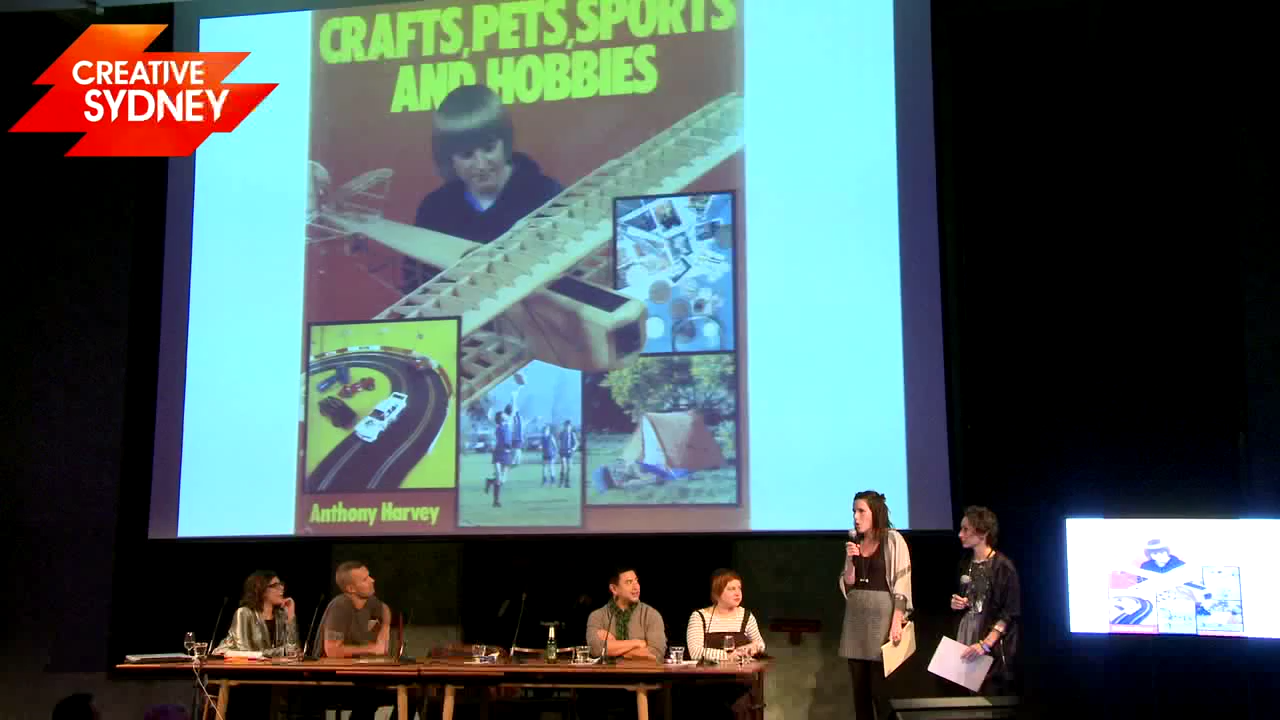 CREATIVE
SYDNEY
CRAFTS, PETS, SPORTS
AND HOBBIES
Anthony Harvey